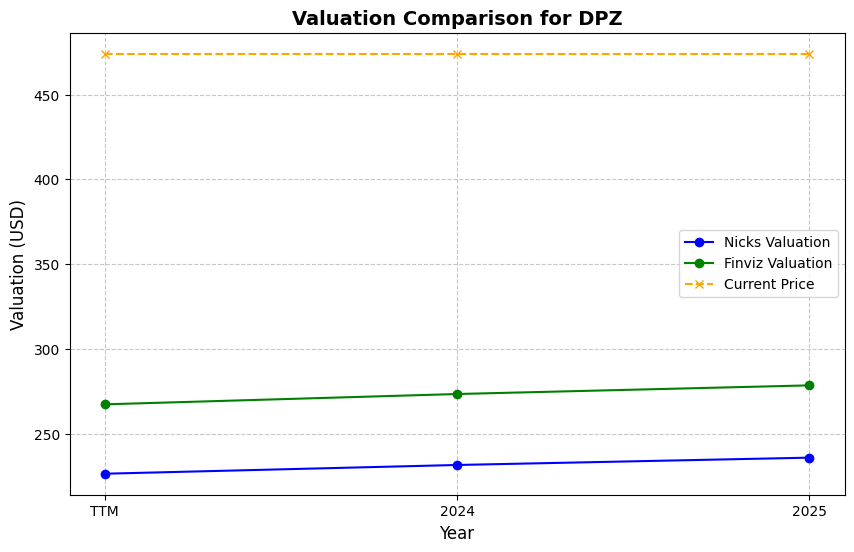 Valuation Comparison for DPZ
Valuation (USD)
450
400
350
300
250
Nicks Valuation
Finviz Valuation
Current Price
TTM
2024
2025
Year